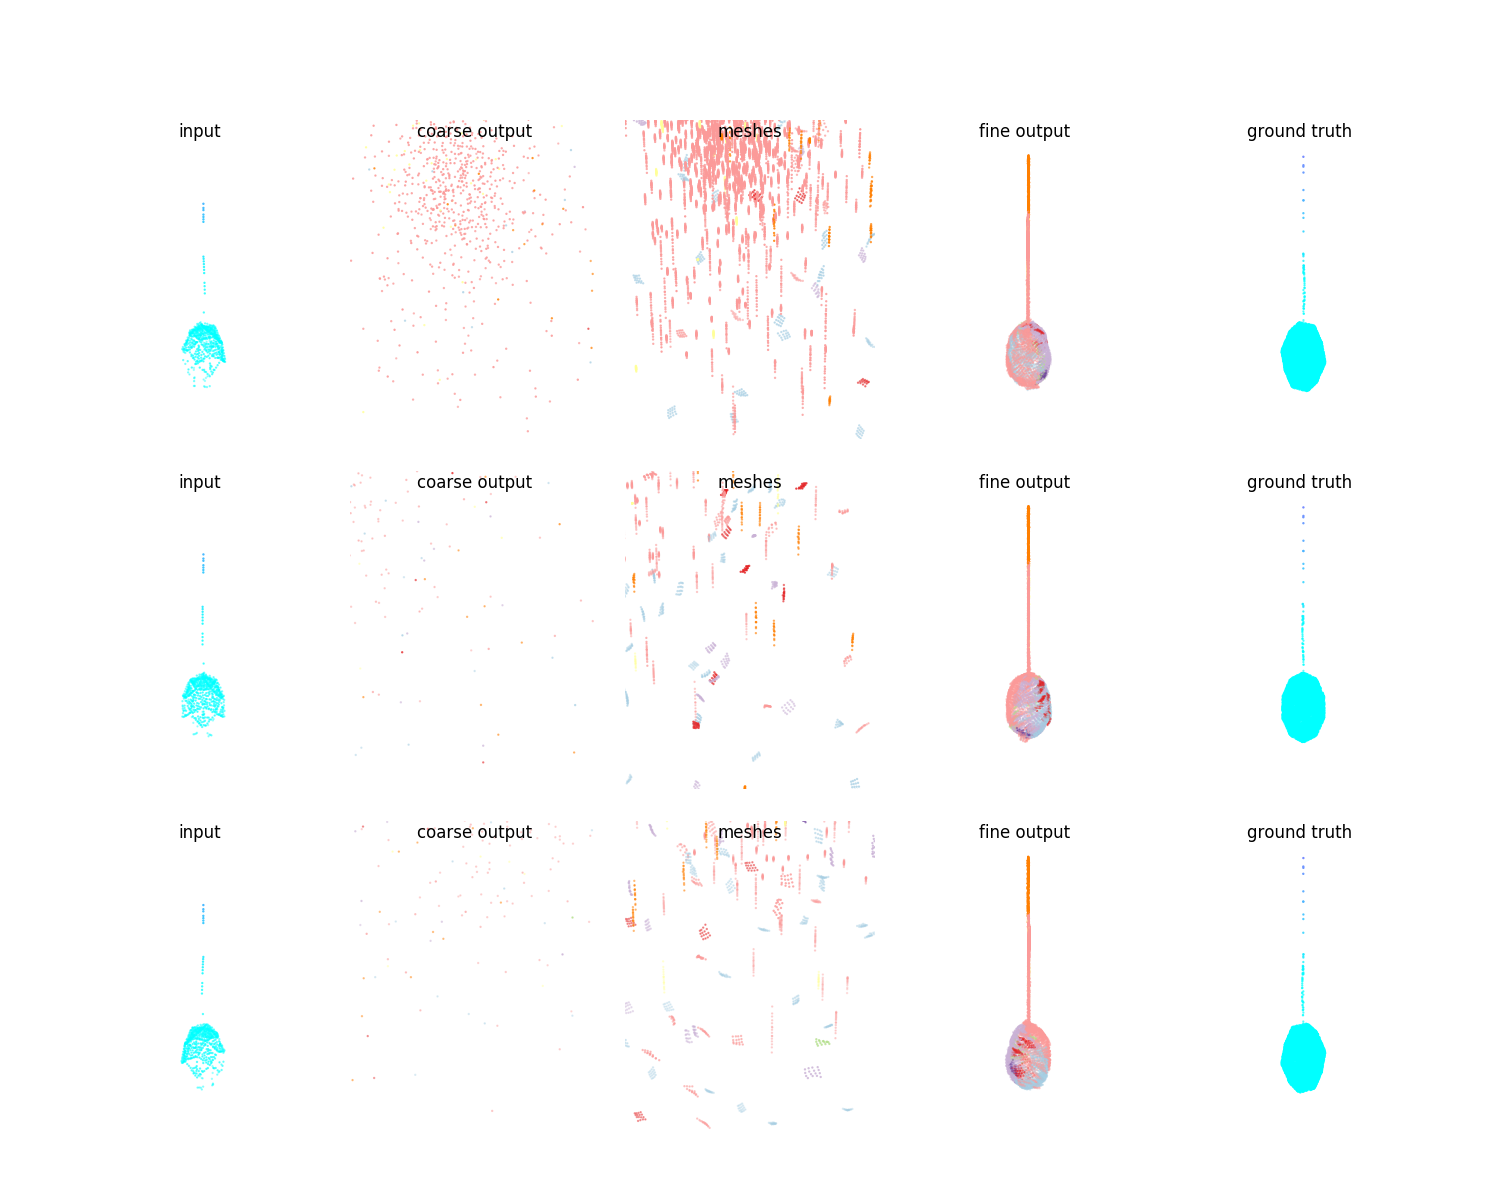 input
coarse output
meshes
fine output
ground truth
input
coarse output
meshes
fine output
ground truth
input
coarse output
meshes
fine output
ground truth